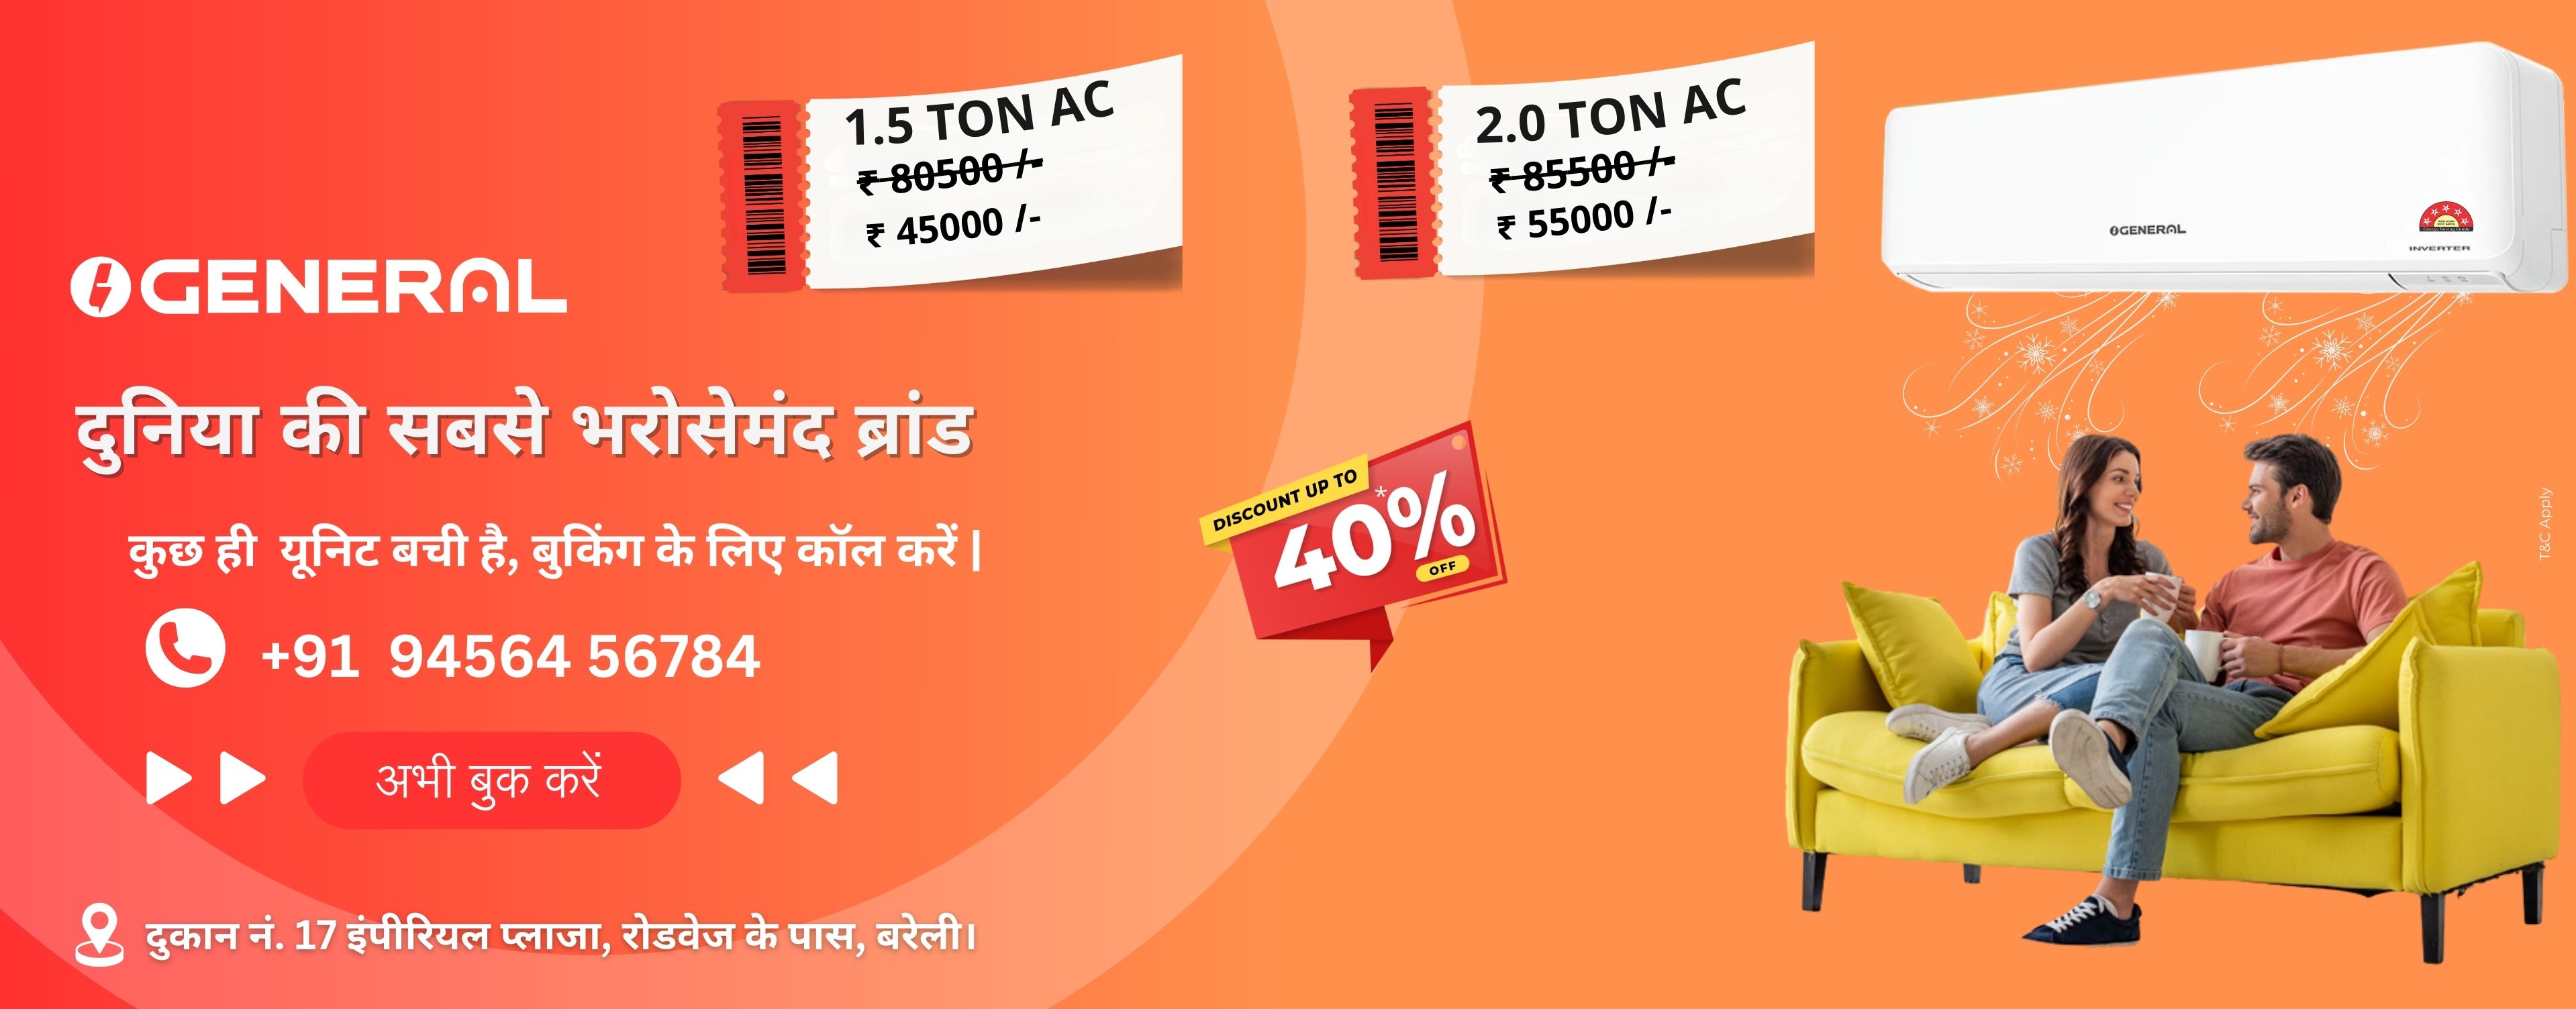 1.5 TON AC
₹ 80500 /-
₹ 45000 /-
2.0 TON AC
₹ 85500 /-
₹ 55000 /-
GENERAL
INVERTER
GENERAL
दुनिया की सबसे भरोसेमंद ब्रांड
DISCOUNT UP TO
40%*
OFF
T&C Apply
कुछ ही यूनिट बची है, बुकिंग के लिए कॉल करें |
+91 94564 56784
अभी बुक करें
दुकान नं. 17 इंपीरियल प्लाजा, रोडवेज के पास, बरेली।